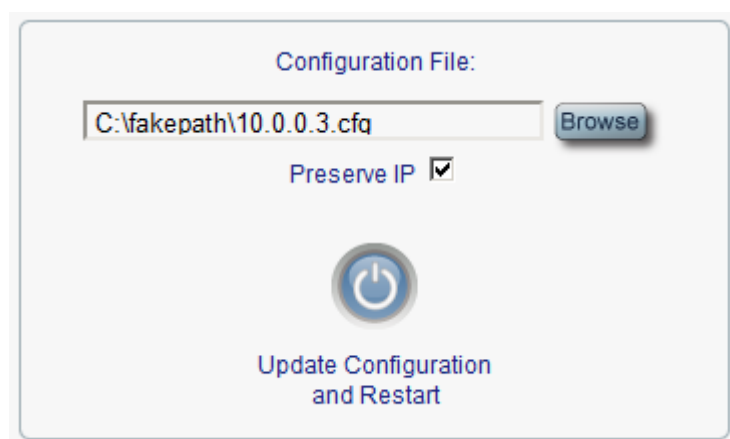 Configuration File:
C:\fakepath\10.0.0.3.cfg
Browse
Preserve IP
Update Configuration
and Restart